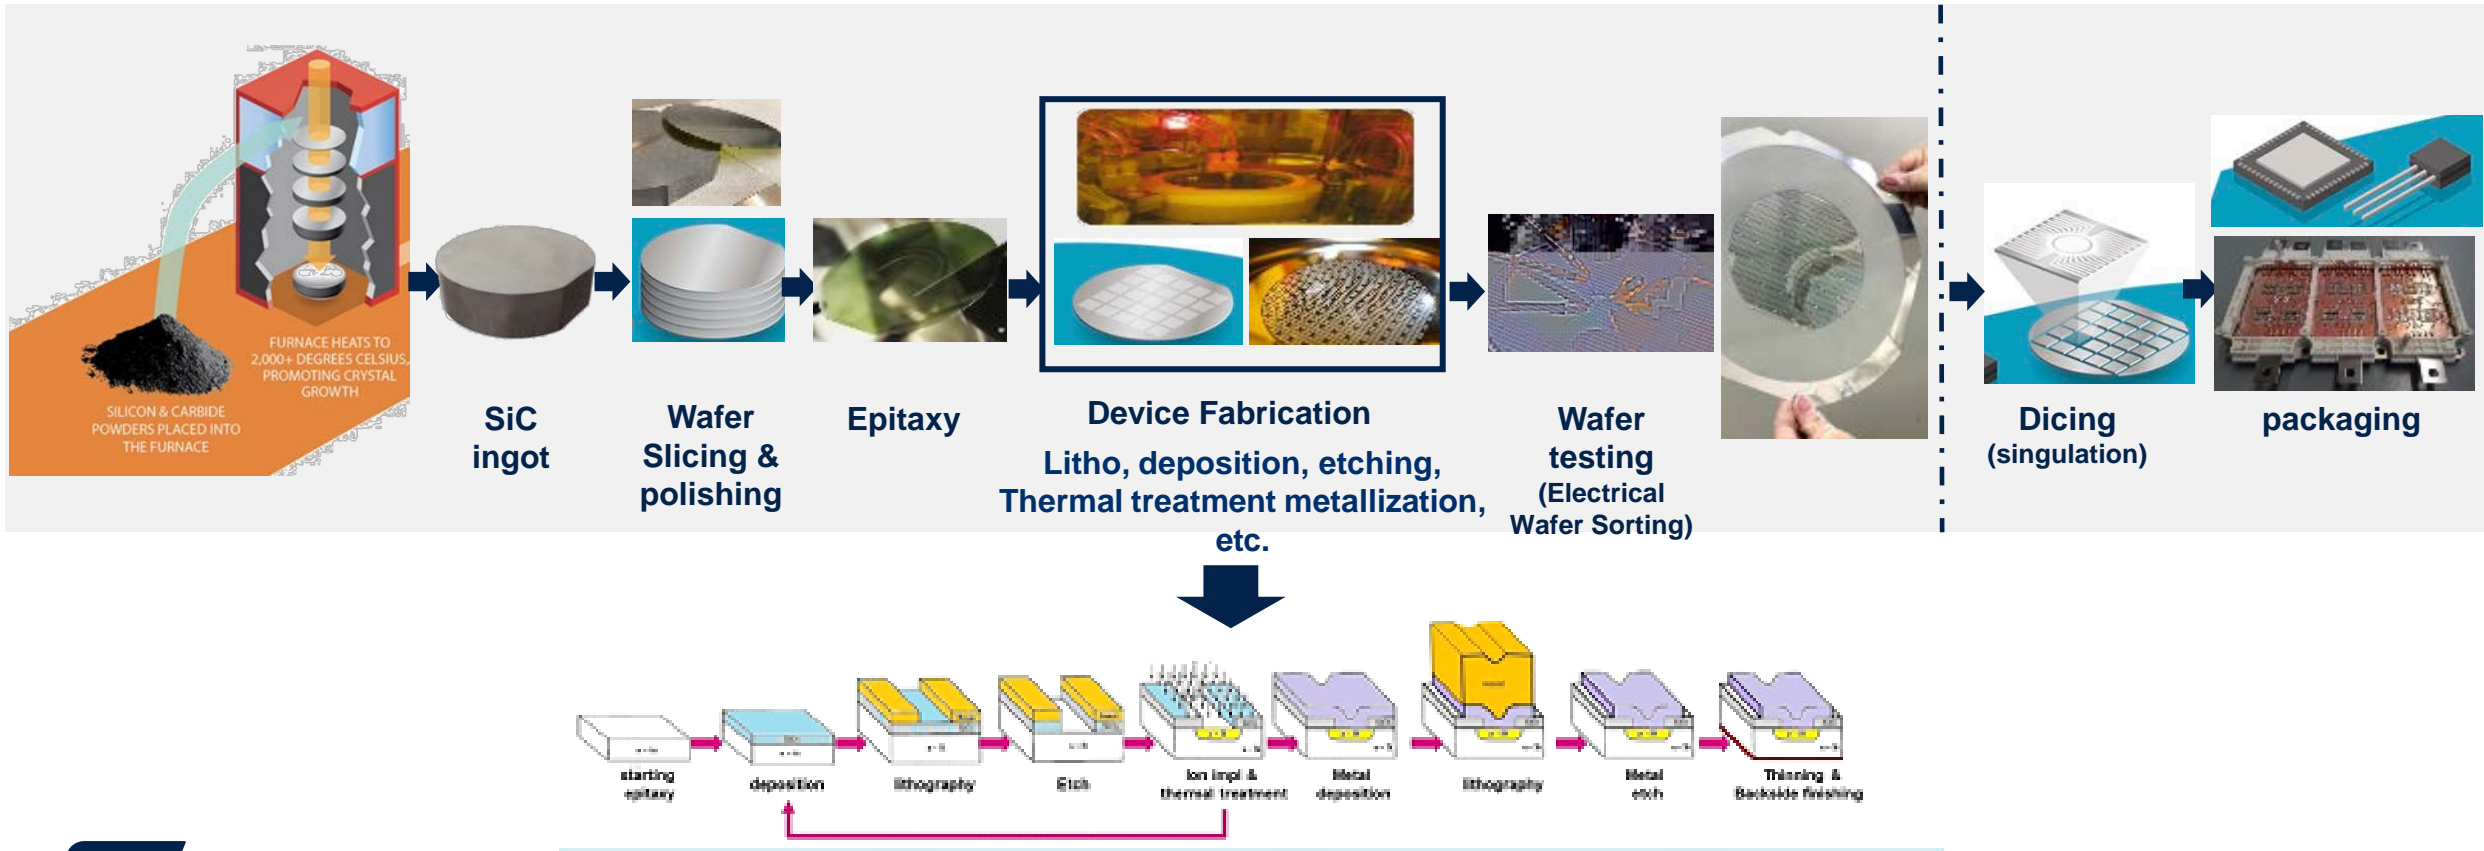 SILICON & CARBIDE
POWDERS PLACED INTO
THE FURNACE
FURNACE HEATS TO
2,000+ DEGREES CELSIUS,
PROMOTING CRYSTAL
GROWTH
SiC
ingot
Wafer
Slicing &
polishing
Epitaxy
Device Fabrication
Litho, deposition, etching,
Thermal treatment metallization,
etc.
Wafer
testing
(Electrical
Wafer Sorting)
Dicing
(singulation)
packaging
starting
epitaxy
deposition
lithography
Etch
Ion impl &
thermal treatment
Metal
deposition
lithography
Metal
etch
Thinning &
Backside finishing